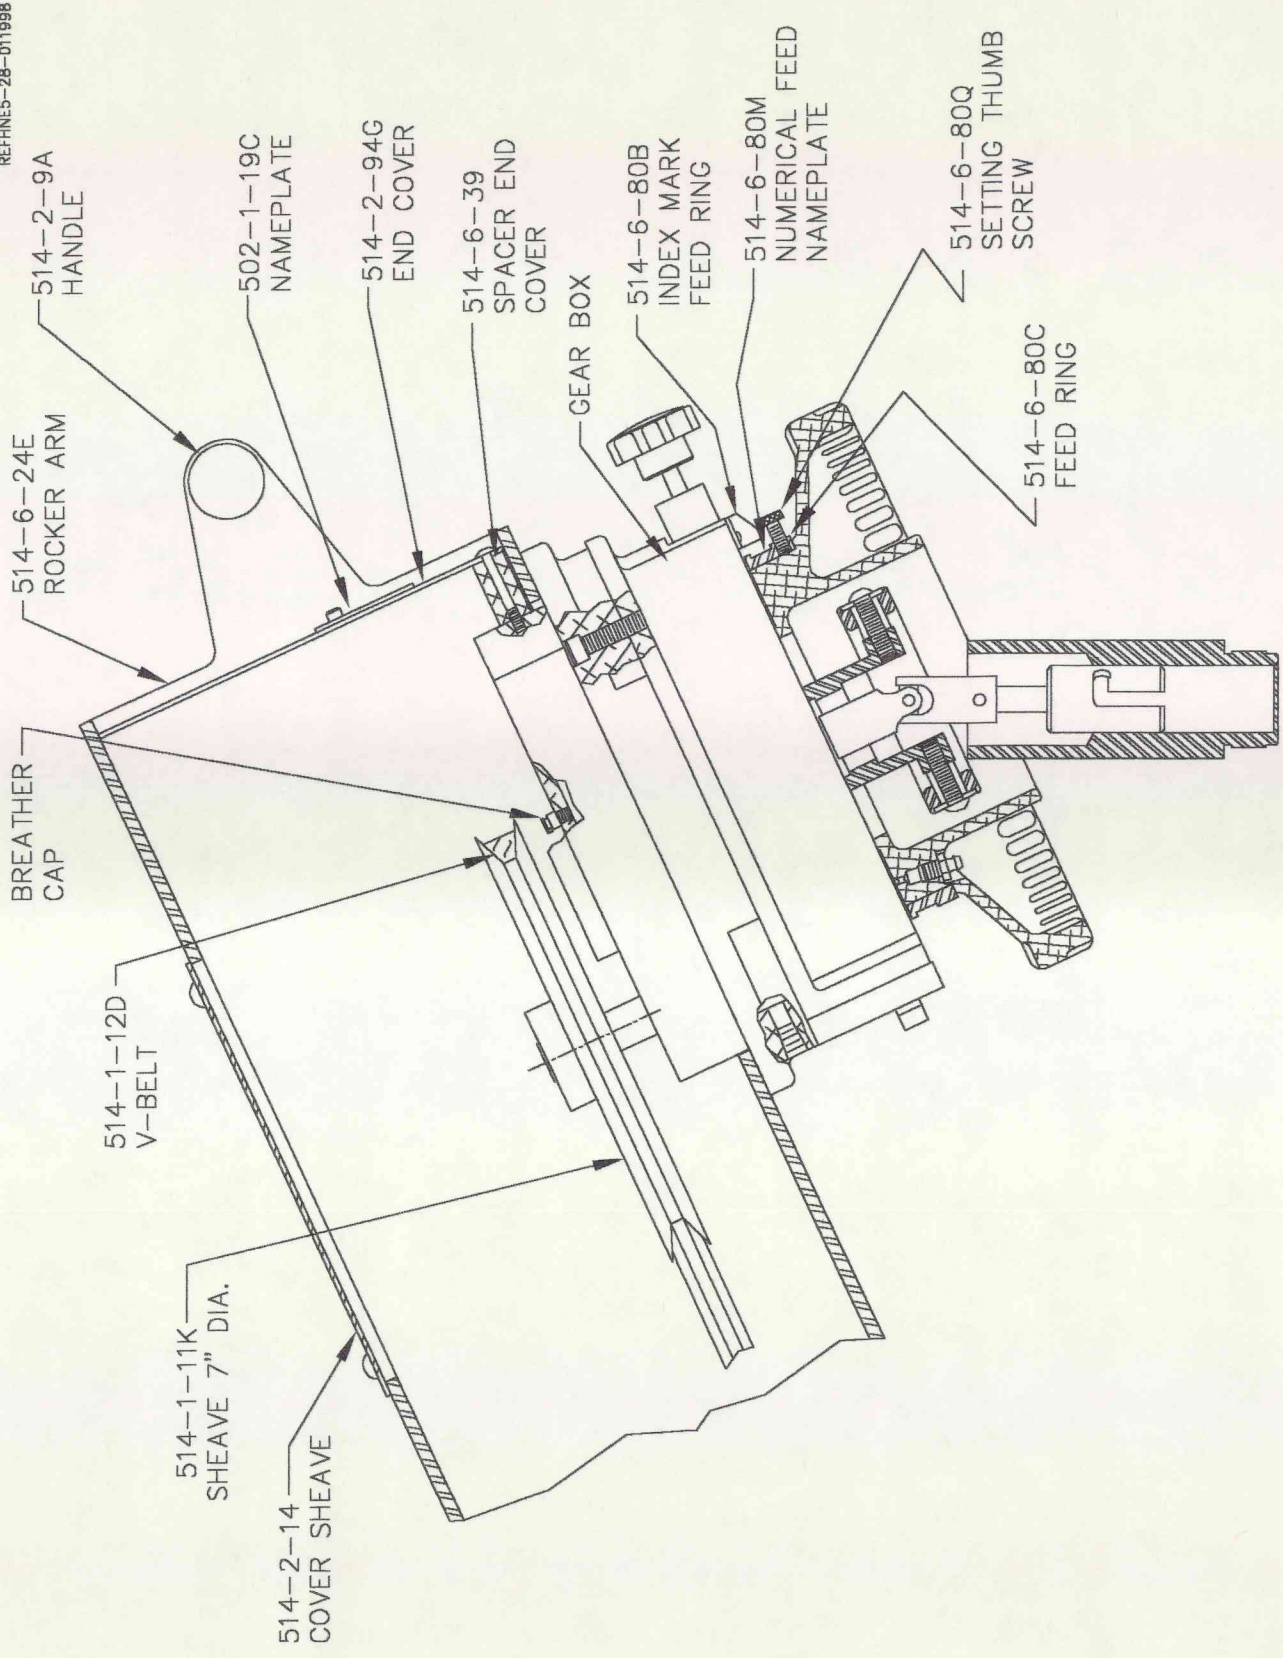 REFHNES-28-011998
514-2-9A
HANDLE
514-6-24E
ROCKER ARM
502-1-19C
NAMEPLATE
514-2-94G
END COVER
514-6-39
SPACER END
COVER
GEAR BOX
514-6-80B
INDEX MARK
FEED RING
514-6-80M
NUMERICAL FEED
NAMEPLATE
514-6-80Q
SETTING THUMB
SCREW
514-6-80C
FEED RING
BREATHER
CAP
514-1-12D
V-BELT
514-1-11K
SHEAVE 7" DIA.
514-2-14
COVER SHEAVE